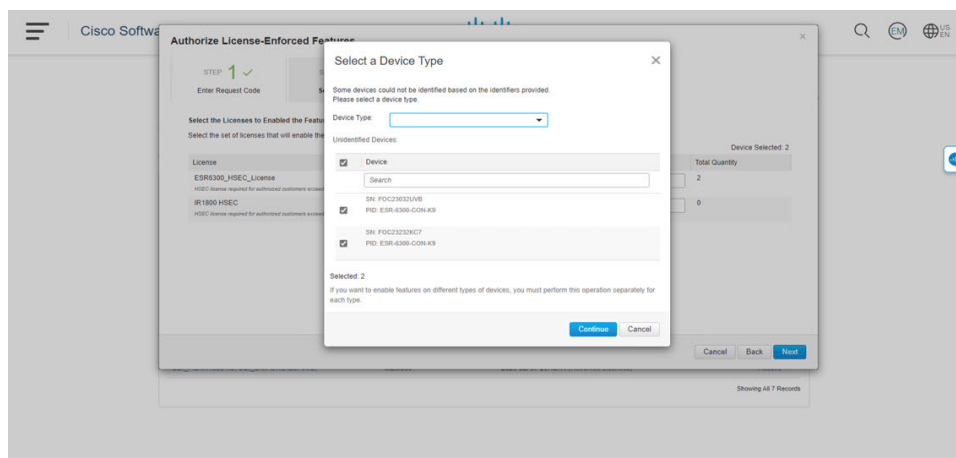 Cisco Softwa
US
EN
EM
Authorize License-Enforced Features
STEP 1
Enter Request Code
Select the Licenses to Enabled the Featu
Select the set of licenses that will enable the
Device Selected: 2
License
Total Quantity
ESR6300_HSEC_License
HSEC license required for authorized customers exceed
2
IR1800 HSEC
HSEC license required for authorized customers exceed
0
Select a Device Type
Some devices could not be identified based on the identifiers provided.
Please select a device type.
Device Type:
Unidentified Devices:
Device
Search
SN: FOC23032UVB
PID: ESR-6300-CON-K9
SN: FOC23232KC7
PID: ESR-6300-CON-K9
Selected: 2
If you want to enable features on different types of devices, you must perform this operation separately for
each type.
Continue
Cancel
Cancel
Back
Next
Showing All 7 Records